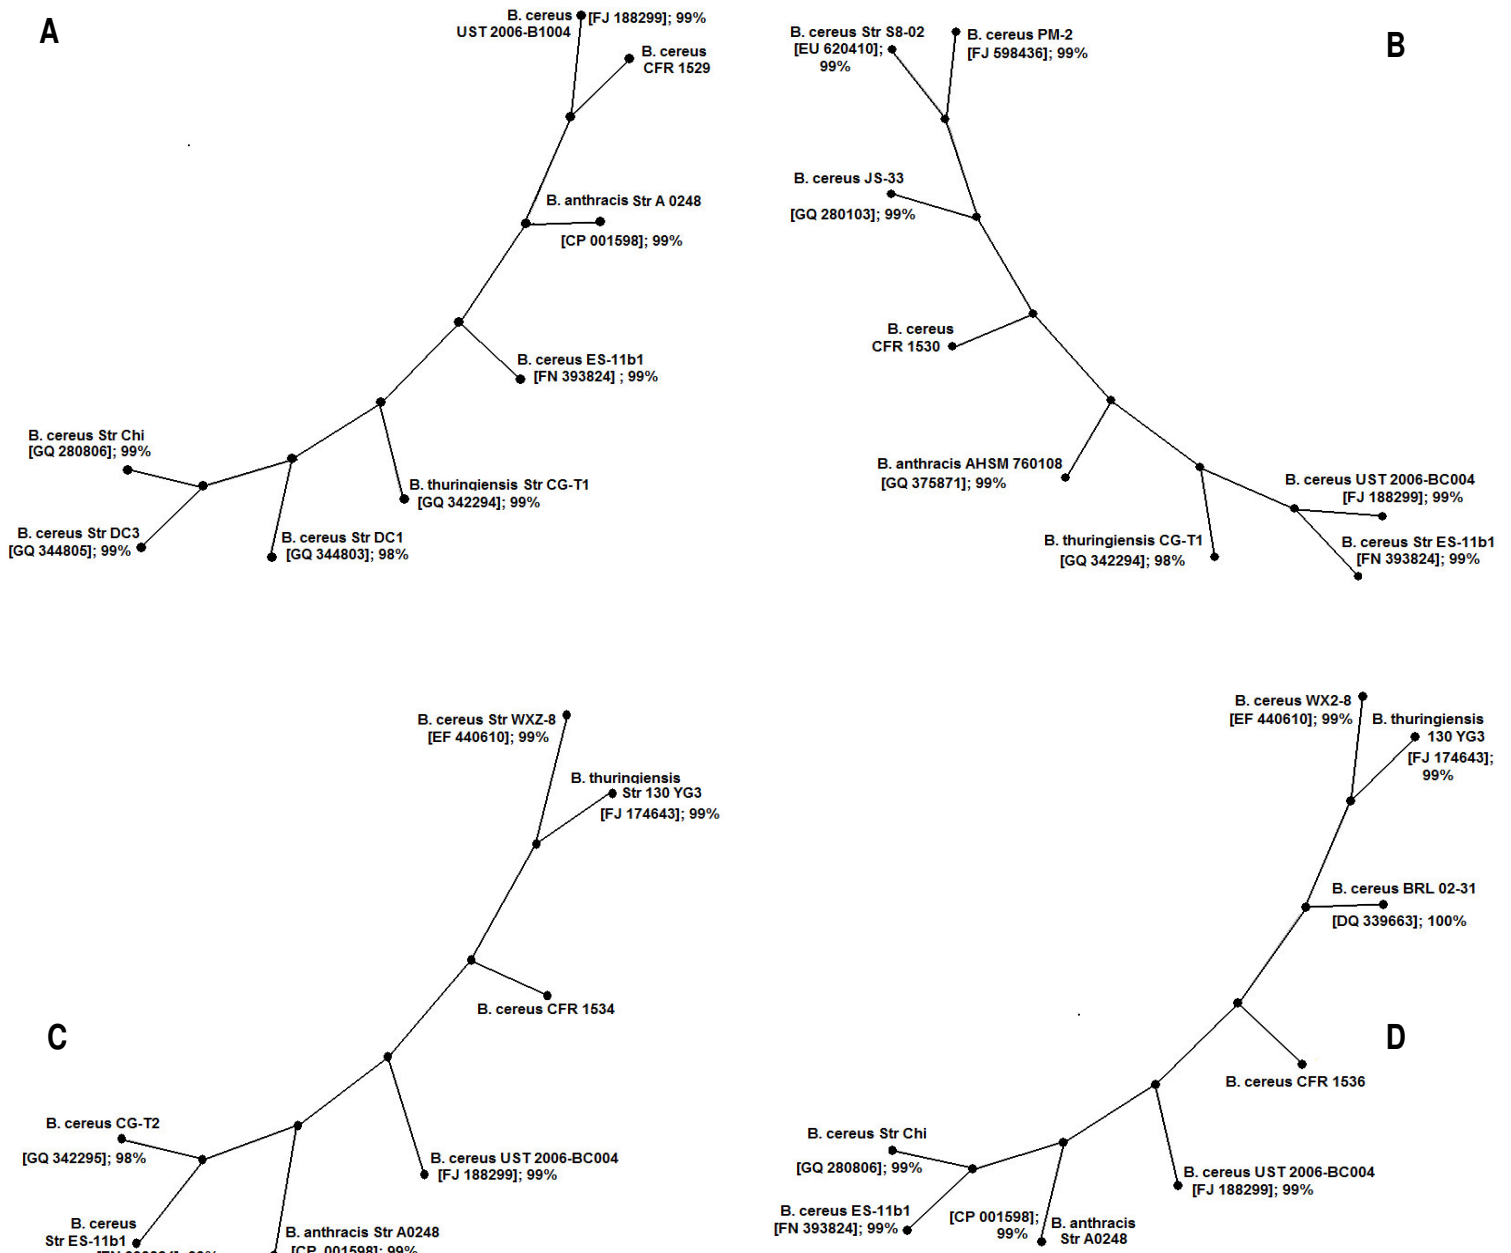 A
B. cereus
UST 2006-B1004
[FJ 188299]; 99%
B. cereus
CFR 1529
B. anthracis Str A 0248
[CP 001598]; 99%
B. cereus ES-11b1
[FN 393824] ; 99%
B. cereus Str Chi
[GQ 280806]; 99%
B. thuringiensis Str CG-T1
[GQ 342294]; 99%
B. cereus Str DC3
[GQ 344805]; 99%
B. cereus Str DC1
[GQ 344803]; 98%
B
B. cereus Str S8-02
[EU 620410];
99%
B. cereus PM-2
[FJ 598436]; 99%
B. cereus JS-33
[GQ 280103]; 99%
B. cereus
CFR 1530
B. anthracis AHSM 760108
[GQ 375871]; 99%
B. cereus UST 2006-BC004
[FJ 188299]; 99%
B. thuringiensis CG-T1
[GQ 342294]; 98%
B. cereus Str ES-11b1
[FN 393824]; 99%
C
B. cereus Str WXZ-8
[EF 440610]; 99%
B. thuringiensis
Str 130 YG3
[FJ 174643]; 99%
B. cereus CFR 1534
B. cereus CG-T2
[GQ 342295]; 98%
B. cereus UST 2006-BC004
[FJ 188299]; 99%
B. cereus
Str ES-11b1
B. anthracis Str A0248
[CP 001598]; 99%
D
B. cereus WX2-8
[EF 440610]; 99%
B. thuringiensis
130 YG3
[FJ 174643];
99%
B. cereus BRL 02-31
[DQ 339663]; 100%
B. cereus CFR 1536
B. cereus Str Chi
[GQ 280806]; 99%
B. cereus UST 2006-BC004
[FJ 188299]; 99%
B. cereus ES-11b1
[FN 393824]; 99%
[CP 001598];
99%
B. anthracis
Str A0248